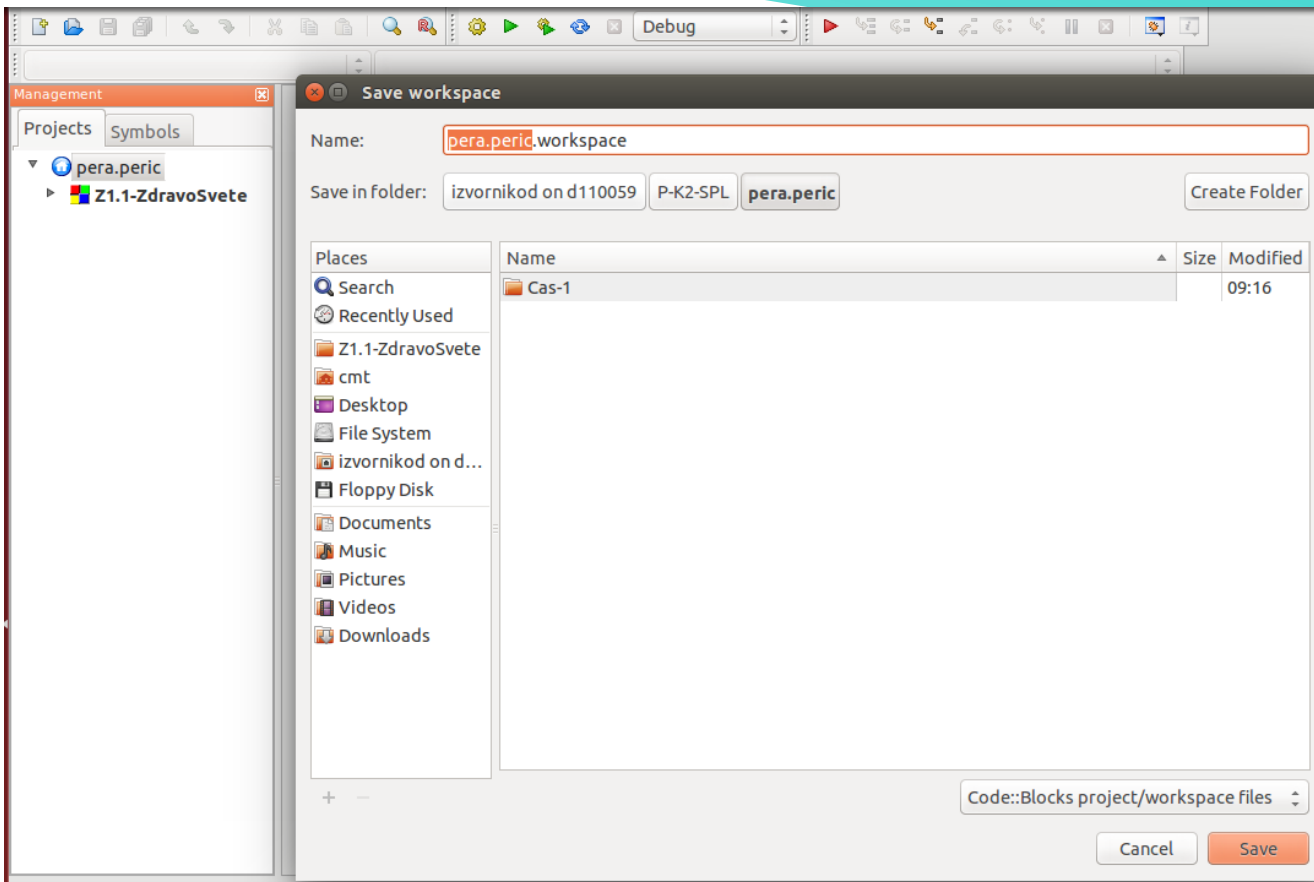 Debug
Management
Projects
Symbols
pera.peric
Z1.1-ZdravoSvete
Save workspace
Name:
pera.peric.workspace
Save in folder:
izvornikod on d110059
P-K2-SPL
pera.peric
Create Folder
Places
Search
Recently Used
Z1.1-ZdravoSvete
cmt
Desktop
File System
izvornikod on d...
Floppy Disk
Documents
Music
Pictures
Videos
Downloads
Name
Size
Modified
Cas-1
09:16
Code::Blocks project/workspace files
Cancel
Save